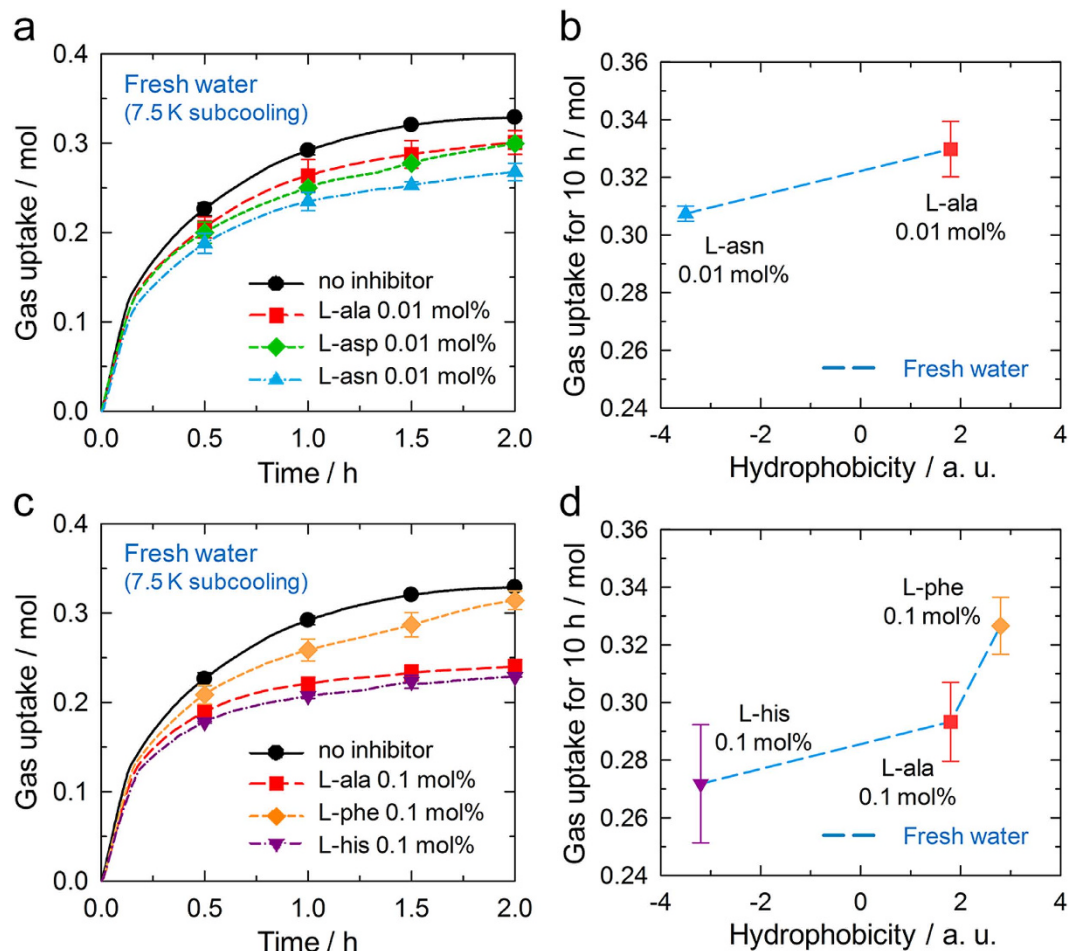 a
Gas uptake / mol
0.4
0.3
0.2
0.1
0.0
Fresh water
(7.5 K subcooling)
no inhibitor
L-ala 0.01 mol%
L-asp 0.01 mol%
L-asn 0.01 mol%
0.0 0.5 1.0 1.5 2.0
Time / h
b
Gas uptake for 10 h / mol
0.36
0.34
0.32
0.30
0.28
0.26
0.24
L-asn
0.01 mol%
L-ala
0.01 mol%
Fresh water
-4 -2 0 2 4
Hydrophobicity / a. u.
c
Gas uptake / mol
0.4
0.3
0.2
0.1
0.0
Fresh water
(7.5 K subcooling)
no inhibitor
L-ala 0.1 mol%
L-phe 0.1 mol%
L-his 0.1 mol%
0.0 0.5 1.0 1.5 2.0
Time / h
d
Gas uptake for 10 h / mol
0.36
0.34
0.32
0.30
0.28
0.26
0.24
L-phe
0.1 mol%
L-his
0.1 mol%
L-ala
0.1 mol%
Fresh water
-4 -2 0 2 4
Hydrophobicity / a. u.